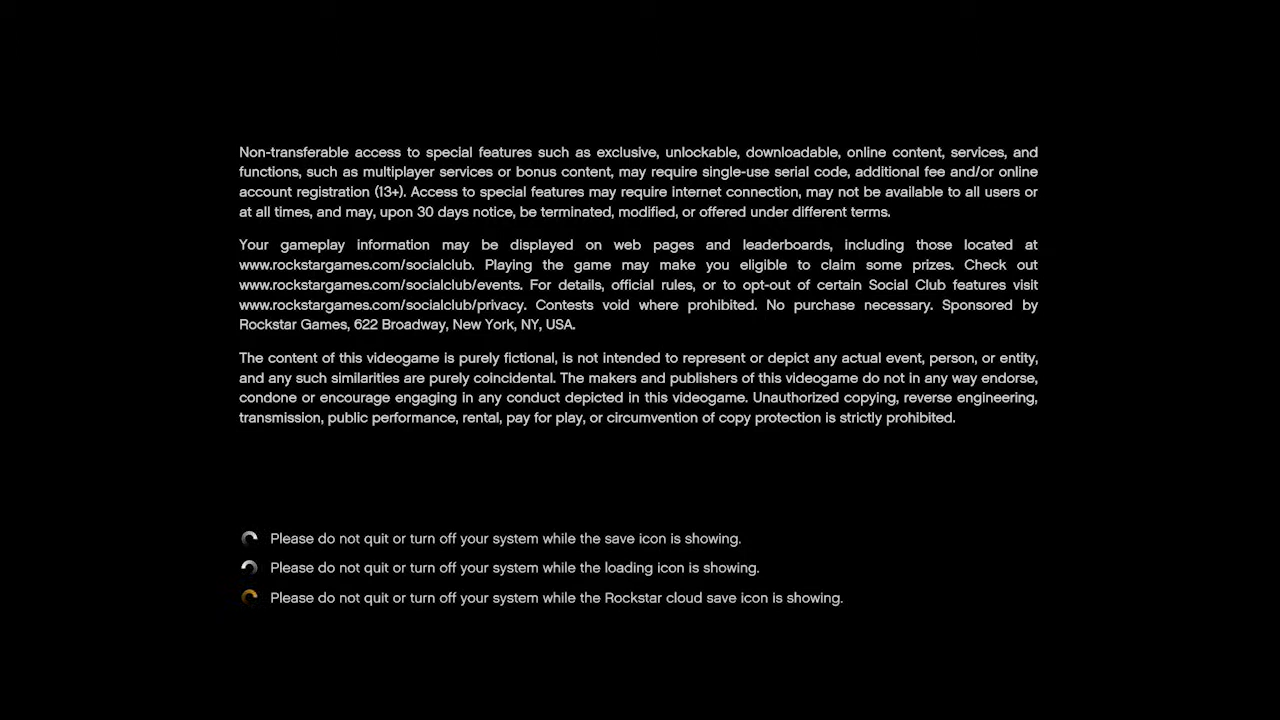 Non-transferable access to special features such as exclusive, unlockable, downloadable, online content, services, and
functions, such as multiplayer services or bonus content, may require single-use serial code, additional fee and/or online
account registration (13+). Access to special features may require internet connection, may not be available to all users or
at all times, and may, upon 30 days notice, be terminated, modified, or offered under different terms.
Your gameplay information may be displayed on web pages and leaderboards, including those located at
www.rockstargames.com/socialclub. Playing the game may make you eligible to claim some prizes. Check out
www.rockstargames.com/socialclub/events. For details, official rules, or to opt-out of certain Social Club features visit
www.rockstargames.com/socialclub/privacy. Contests void where prohibited. No purchase necessary. Sponsored by
Rockstar Games, 622 Broadway, New York, NY, USA.
The content of this videogame is purely fictional, is not intended to represent or depict any actual event, person, or entity,
and any such similarities are purely coincidental. The makers and publishers of this videogame do not in any way endorse,
condone or encourage engaging in any conduct depicted in this videogame. Unauthorized copying, reverse engineering,
transmission, public performance, rental, pay for play, or circumvention of copy protection is strictly prohibited.
Please do not quit or turn off your system while the save icon is showing.
Please do not quit or turn off your system while the loading icon is showing.
Please do not quit or turn off your system while the Rockstar cloud save icon is showing.